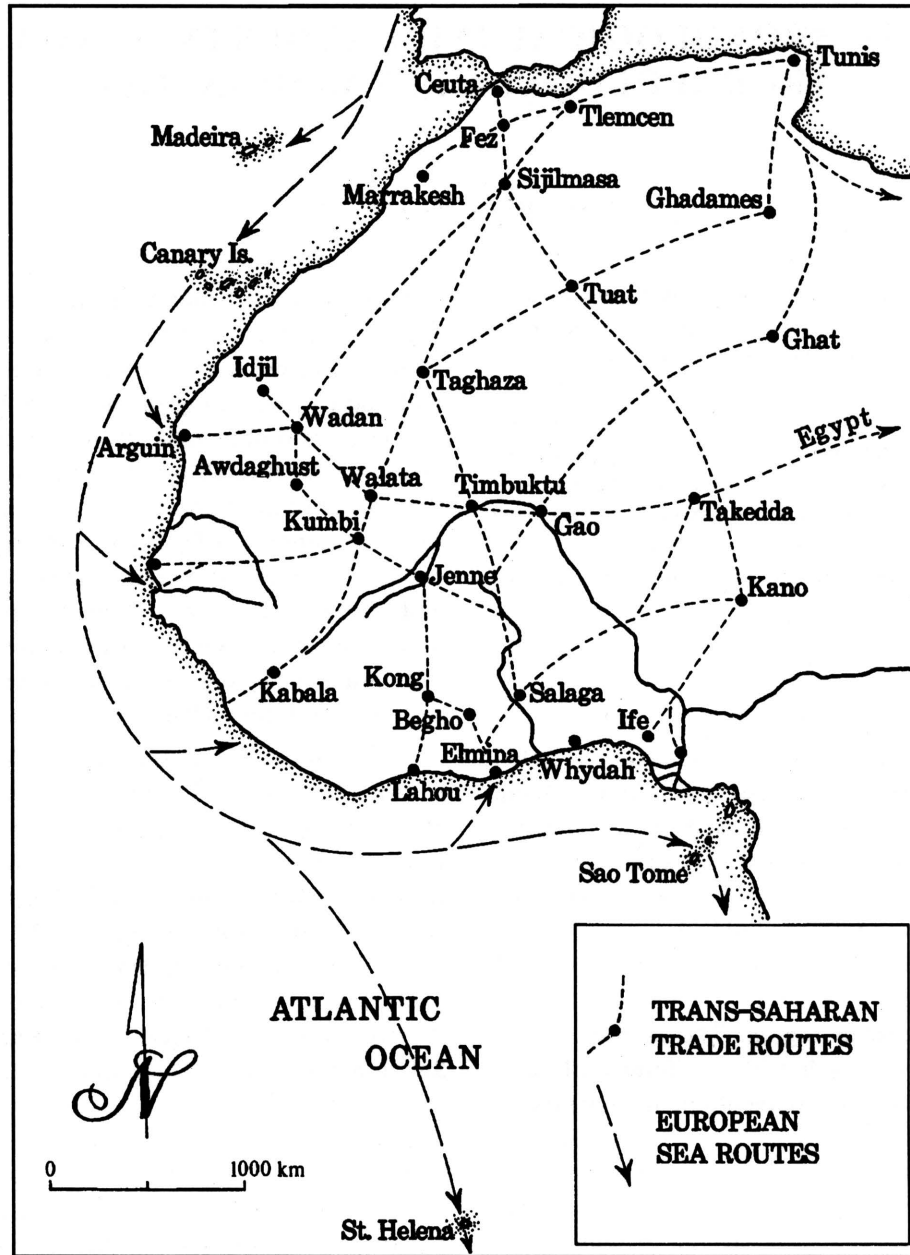 Tunis
Ceuta
Tlemcen
Madeira
Fez
Marrakesh
Sijilmasa
Ghadames
Canary Is.
Tuat
Ghat
Idjil
Taghaza
Wadan
Arguin
Egypt
Awdaghust
Walata
Timbuktu
Takedda
Kumbi
Gao
Jenne
Kano
Kabala
Kong
Salaga
Begho
Ife
Elmina
Whydah
Lahou
Sao Tome
ATLANTIC
OCEAN
N
0 1000 km
St. Helena
TRANS-SAHARAN
TRADE ROUTES
EUROPEAN
SEA ROUTES